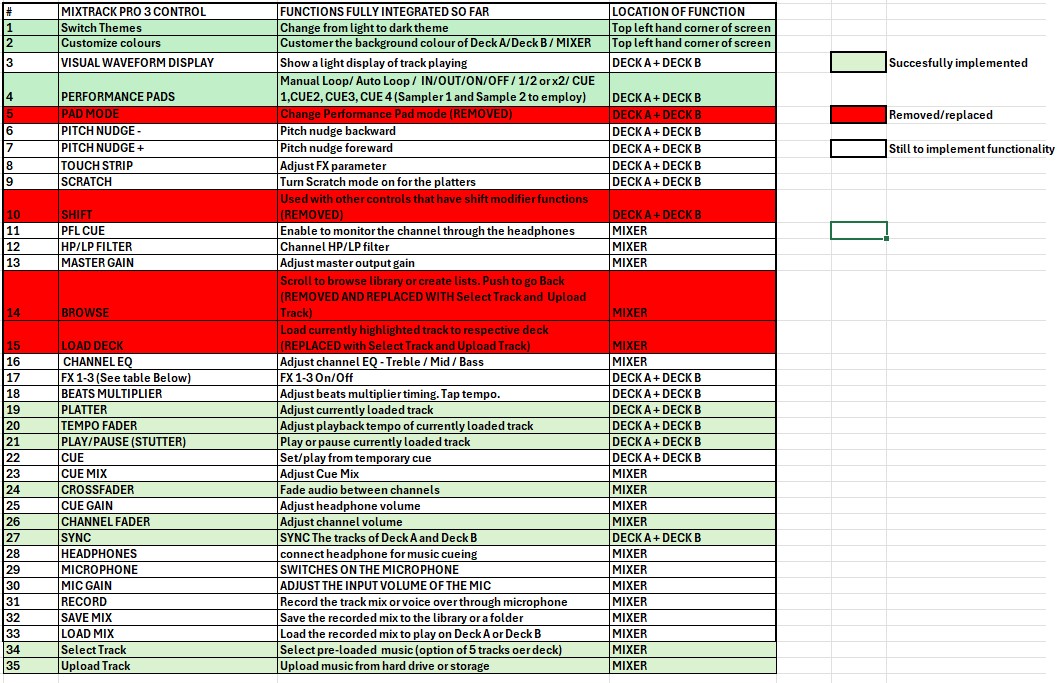 # MIXTRACK PRO 3 CONTROL FUNCTIONS FULLY INTEGRATED SO FAR LOCATION OF FUNCTION
1 Switch Themes Change from light to dark theme Top left hand corner of screen
2 Customize colours Customer the background colour of Deck A/Deck B / MIXER Top left hand corner of screen
3 VISUAL WAVEFORM DISPLAY Show a light display of track playing DECK A + DECK B
Manual Loop/ Auto Loop / IN/OUT/ON/OFF / 1/2 or x2/ CUE
4 PERFORMANCE PADS 1,CUE2, CUE3, CUE 4 (Sampler 1 and Sample 2 to employ) DECK A + DECK B
5 PAD MODE Change Performance Pad mode (REMOVED) DECK A + DECK B
6 PITCH NUDGE - Pitch nudge backward DECK A + DECK B
7 PITCH NUDGE + Pitch nudge foreward DECK A + DECK B
8 TOUCH STRIP Adjust FX parameter DECK A + DECK B
9 SCRATCH Turn Scratch mode on for the platters DECK A + DECK B
Used with other controls that have shift modifier functions
10 SHIFT (REMOVED) DECK A + DECK B
11 PFL CUE Enable to monitor the channel through the headphones MIXER
12 HP/LP FILTER Channel HP/LP filter MIXER
13 MASTER GAIN Adjust master output gain MIXER
Scroll to browse library or create lists. Push to go Back
(REMOVED AND REPLACED WITH Select Track and Upload
14 BROWSE Track) MIXER
Load currently highlighted track to respective deck
15 LOAD DECK (REPLACED with Select Track and Upload Track) MIXER
16 CHANNEL EQ Adjust channel EQ - Treble / Mid / Bass MIXER
17 FX 1-3 (See table Below) FX 1-3 On/Off DECK A + DECK B
18 BEATS MULTIPLIER Adjust beats multiplier timing. Tap tempo. DECK A + DECK B
19 PLATTER Adjust currently loaded track DECK A + DECK B
20 TEMPO FADER Adjust playback tempo of currently loaded track DECK A + DECK B
21 PLAY/PAUSE (STUTTER) Play or pause currently loaded track DECK A + DECK B
22 CUE Set/play from temporary cue DECK A + DECK B
23 CUE MIX Adjust Cue Mix MIXER
24 CROSSFADER Fade audio between channels MIXER
25 CUE GAIN Adjust headphone volume MIXER
26 CHANNEL FADER Adjust channel volume MIXER
27 SYNC SYNC The tracks of Deck A and Deck B DECK A + DECK B
28 HEADPHONES connect headphone for music cueing MIXER
29 MICROPHONE SWITCHES ON THE MICROPHONE MIXER
30 MIC GAIN ADJUST THE INPUT VOLUME OF THE MIC MIXER
31 RECORD Record the track mix or voice over through microphone MIXER
32 SAVE MIX Save the recorded mix to the library or a folder MIXER
33 LOAD MIX Load the recorded mix to play on Deck A or Deck B MIXER
34 Select Track Select pre-loaded music (option of 5 tracks oer deck) MIXER
35 Upload Track Upload music from hard drive or storage MIXER
Succesfully implemented
Removed/replaced
Still to implement functionality